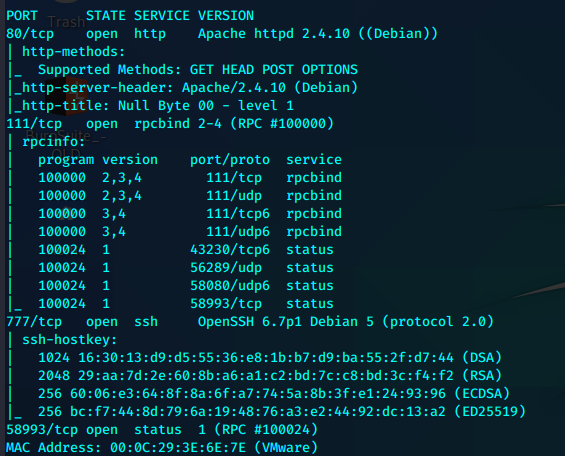 PORT      STATE SERVICE VERSION
Trash
80/tcp    open  http    Apache httpd 2.4.10 ((Debian))
| http-methods:
|_  Supported Methods: GET HEAD POST OPTIONS
|_http-server-header: Apache/2.4.10 (Debian)
|_http-title: Null Byte 00 - level 1
111/tcp   open  rpcbind 2-4 (RPC #100000)
| rpcinfo:
|   program version    port/proto  service
|   100000  2,3,4        111/tcp   rpcbind
|   100000  2,3,4        111/udp   rpcbind
|   100000  3,4          111/tcp6  rpcbind
|   100000  3,4          111/udp6  rpcbind
|   100024  1          43230/tcp6  status
|   100024  1          56289/udp   status
|   100024  1          58080/udp6  status
|_  100024  1          58993/tcp   status
777/tcp   open  ssh     OpenSSH 6.7p1 Debian 5 (protocol 2.0)
| ssh-hostkey:
|   1024 16:30:13:d9:d5:55:36:e8:1b:b7:d9:ba:55:2f:d7:44 (DSA)
|   2048 29:aa:7d:2e:60:8b:a6:a1:c2:bd:7c:c8:bd:3c:f4:f2 (RSA)
|   256 60:06:e3:64:8f:8a:6f:a7:74:5a:8b:3f:e1:24:93:96 (ECDSA)
|_  256 bc:f7:44:8d:79:6a:19:48:76:a3:e2:44:92:dc:13:a2 (ED25519)
58993/tcp open  status  1 (RPC #100024)
MAC Address: 00:0C:29:3E:6E:7E (VMware)